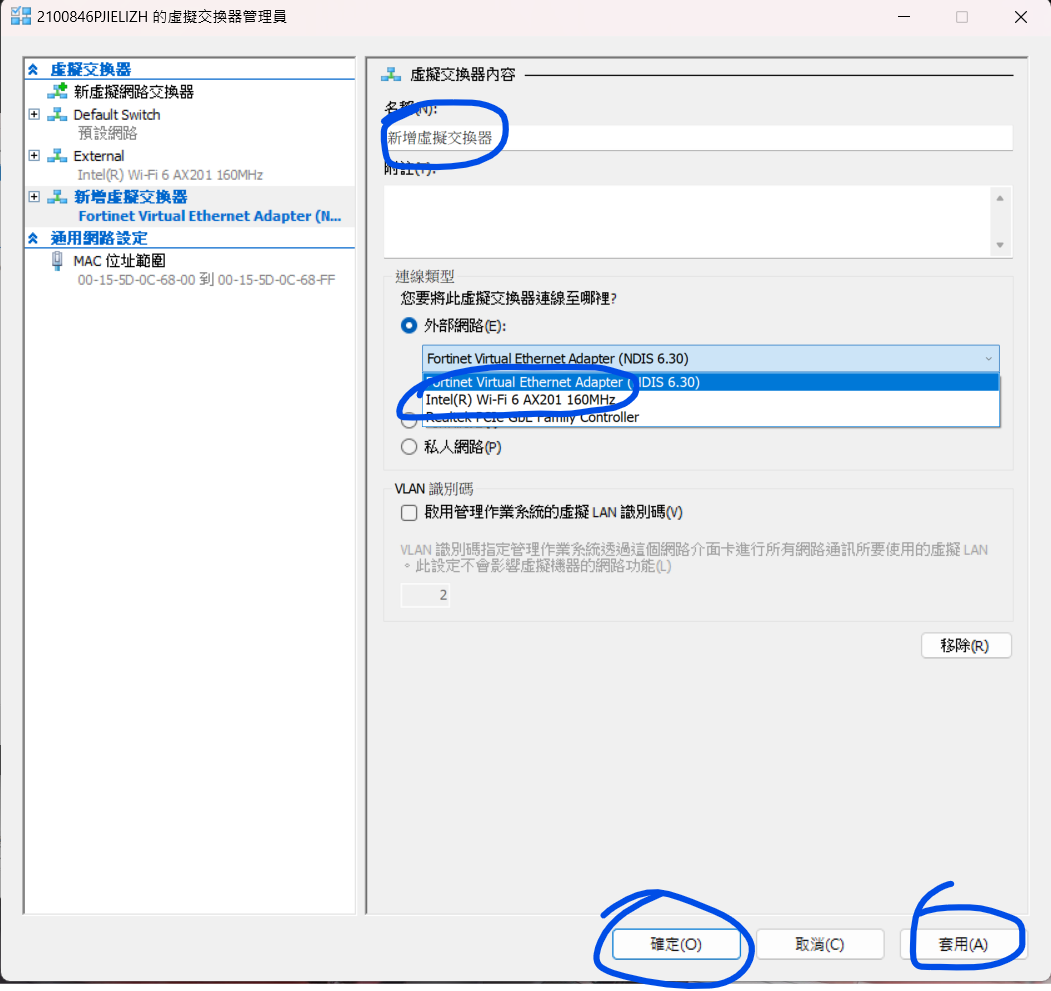 2100846PJIELIZH 的虛擬交換器管理員
虛擬交換器
新虛擬網路交換器
Default Switch
預設網路
External
Intel(R) Wi-Fi 6 AX201 160MHz
新增虛擬交換器
Fortinet Virtual Ethernet Adapter (N...
通用網路設定
MAC 位址範圍
00-15-5D-0C-68-00 到 00-15-5D-0C-68-FF
虛擬交換器內容
名稱(N):
新增虛擬交換器
附註(T):
連線類型
您要將此虛擬交換器連線至哪裡?
外部網路(E):
Fortinet Virtual Ethernet Adapter (NDIS 6.30)
Fortinet Virtual Ethernet Adapter (NDIS 6.30)
Intel(R) Wi-Fi 6 AX201 160MHz
Realtek PCIe GbE Family Controller
私人網路(P)
VLAN 識別碼
啟用管理作業系統的虛擬 LAN 識別碼(V)
VLAN 識別碼指定管理作業系統透過這個網路介面卡進行所有網路通訊所要使用的虛擬 LAN
。此設定不會影響虛擬機器的網路功能(L)
2
移除(R)
確定(O)
取消(C)
套用(A)